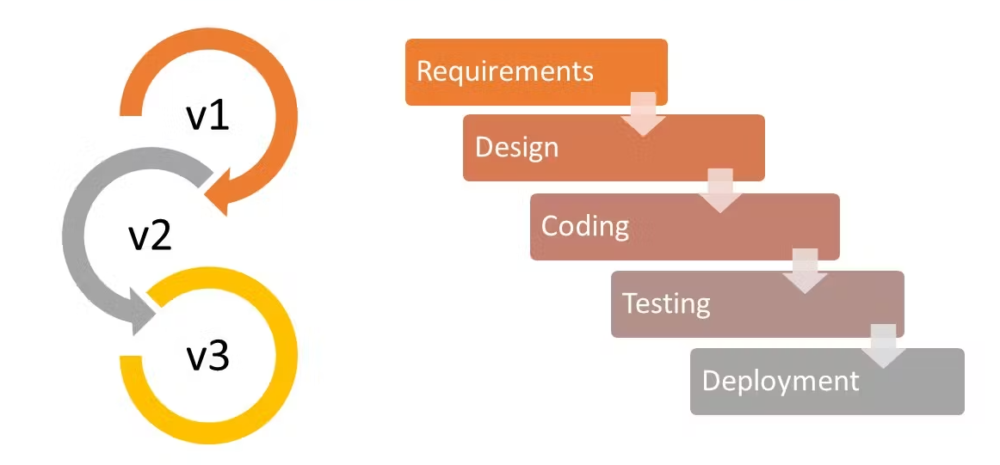 v1
v2
v3
Requirements
Design
Coding
Testing
Deployment